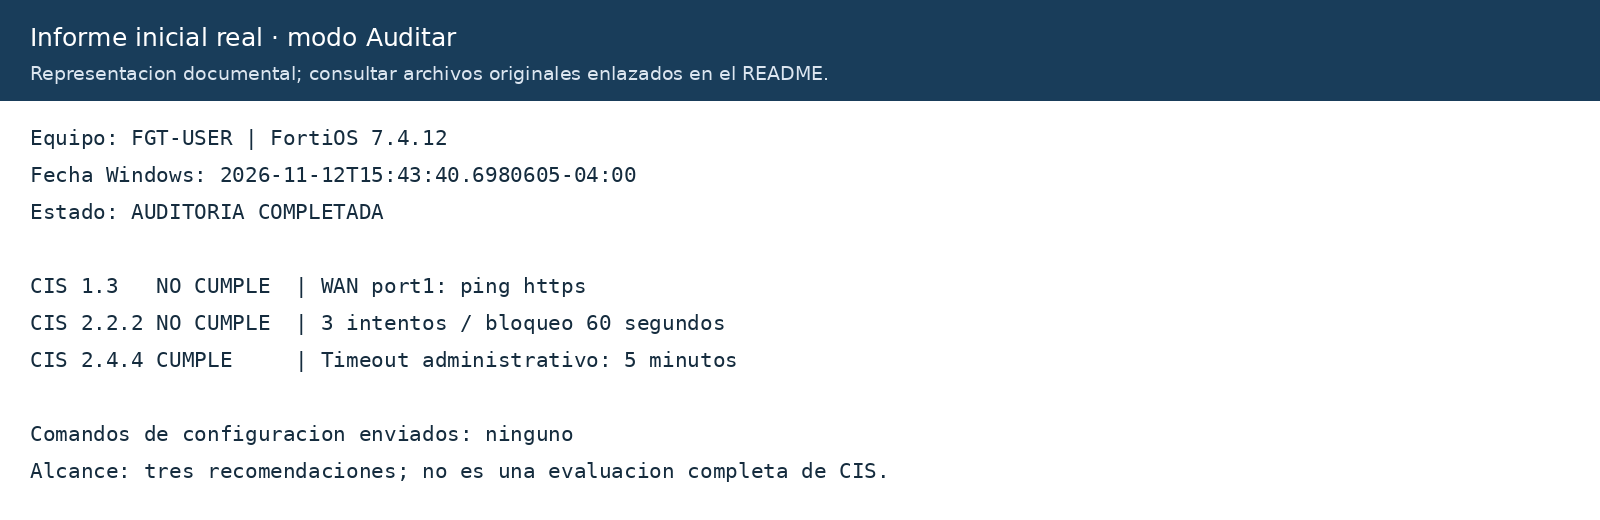 Informe inicial real · modo Auditar
Representacion documental; consultar archivos originales enlazados en el README.
Equipo: FGT-USER | FortiOS 7.4.12
Fecha Windows: 2026-11-12T15:43:40.6980605-04:00
Estado: AUDITORIA COMPLETADA
CIS 1.3   NO CUMPLE  | WAN port1: ping https
CIS 2.2.2 NO CUMPLE  | 3 intentos / bloqueo 60 segundos
CIS 2.4.4 CUMPLE     | Timeout administrativo: 5 minutos
Comandos de configuracion enviados: ninguno
Alcance: tres recomendaciones; no es una evaluacion completa de CIS.